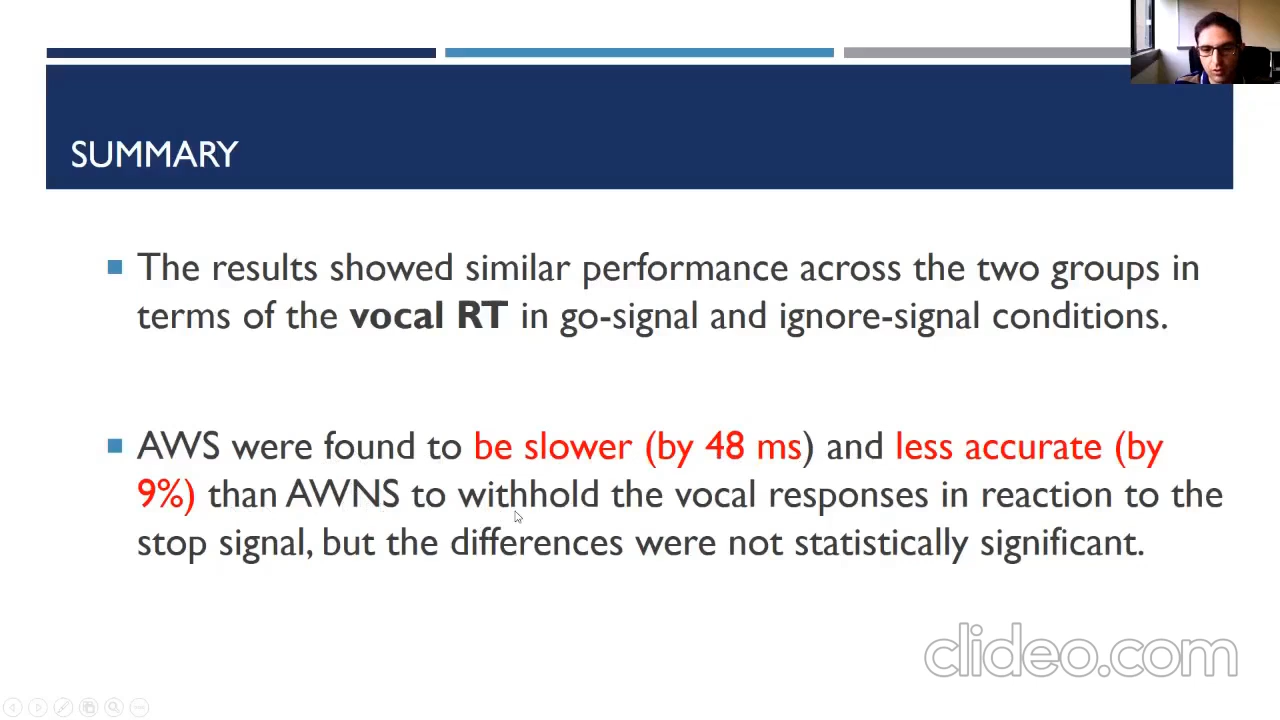 SUMMARY
The results showed similar performance across the two groups in
terms of the vocal RT in go-signal and ignore-signal conditions.
AWS were found to be slower (by 48 ms) and less accurate (by
9%) than AWNS to withhold the vocal responses in reaction to the
stop signal, but the differences were not statistically significant.
clideo.com